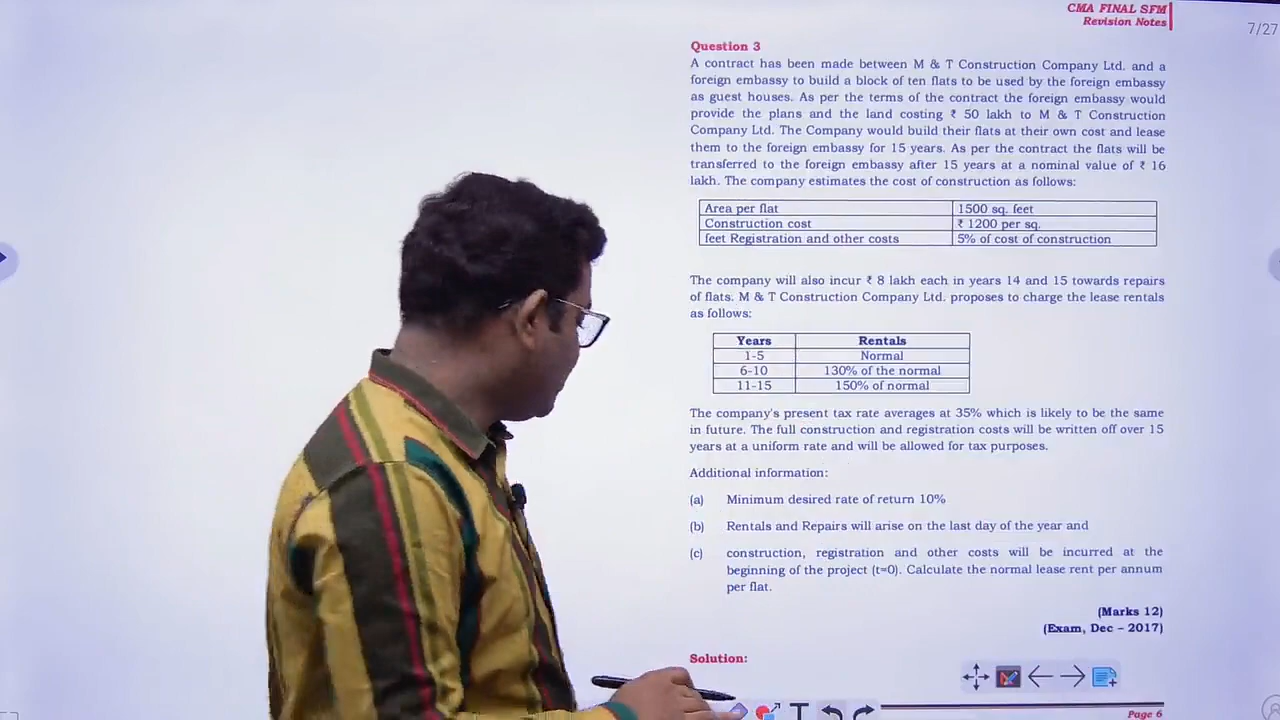 CMA FINAL SFM
Revision Notes
7/27
Question 3
A contract has been made between M & T Construction Company Ltd. and a
foreign embassy to build a block of ten flats to be used by the foreign embassy
as guest houses. As per the terms of the contract the foreign embassy would
provide the plans and the land costing ₹ 50 lakh to M & T Construction
Company Ltd. The Company would build their flats at their own cost and lease
them to the foreign embassy for 15 years. As per the contract the flats will be
transferred to the foreign embassy after 15 years at a nominal value of ₹ 16
lakh. The company estimates the cost of construction as follows:
Area per flat 1500 sq. feet
Construction cost ₹ 1200 per sq.
feet Registration and other costs 5% of cost of construction
The company will also incur ₹ 8 lakh each in years 14 and 15 towards repairs
of flats. M & T Construction Company Ltd. proposes to charge the lease rentals
as follows:
Years Rentals
1-5 Normal
6-10 130% of the normal
11-15 150% of normal
The company's present tax rate averages at 35% which is likely to be the same
in future. The full construction and registration costs will be written off over 15
years at a uniform rate and will be allowed for tax purposes.
Additional information:
(a) Minimum desired rate of return 10%
(b) Rentals and Repairs will arise on the last day of the year and
(c) construction, registration and other costs will be incurred at the
beginning of the project (t=0). Calculate the normal lease rent per annum
per flat.
(Marks 12)
(Exam, Dec – 2017)
Solution:
T
Page 6